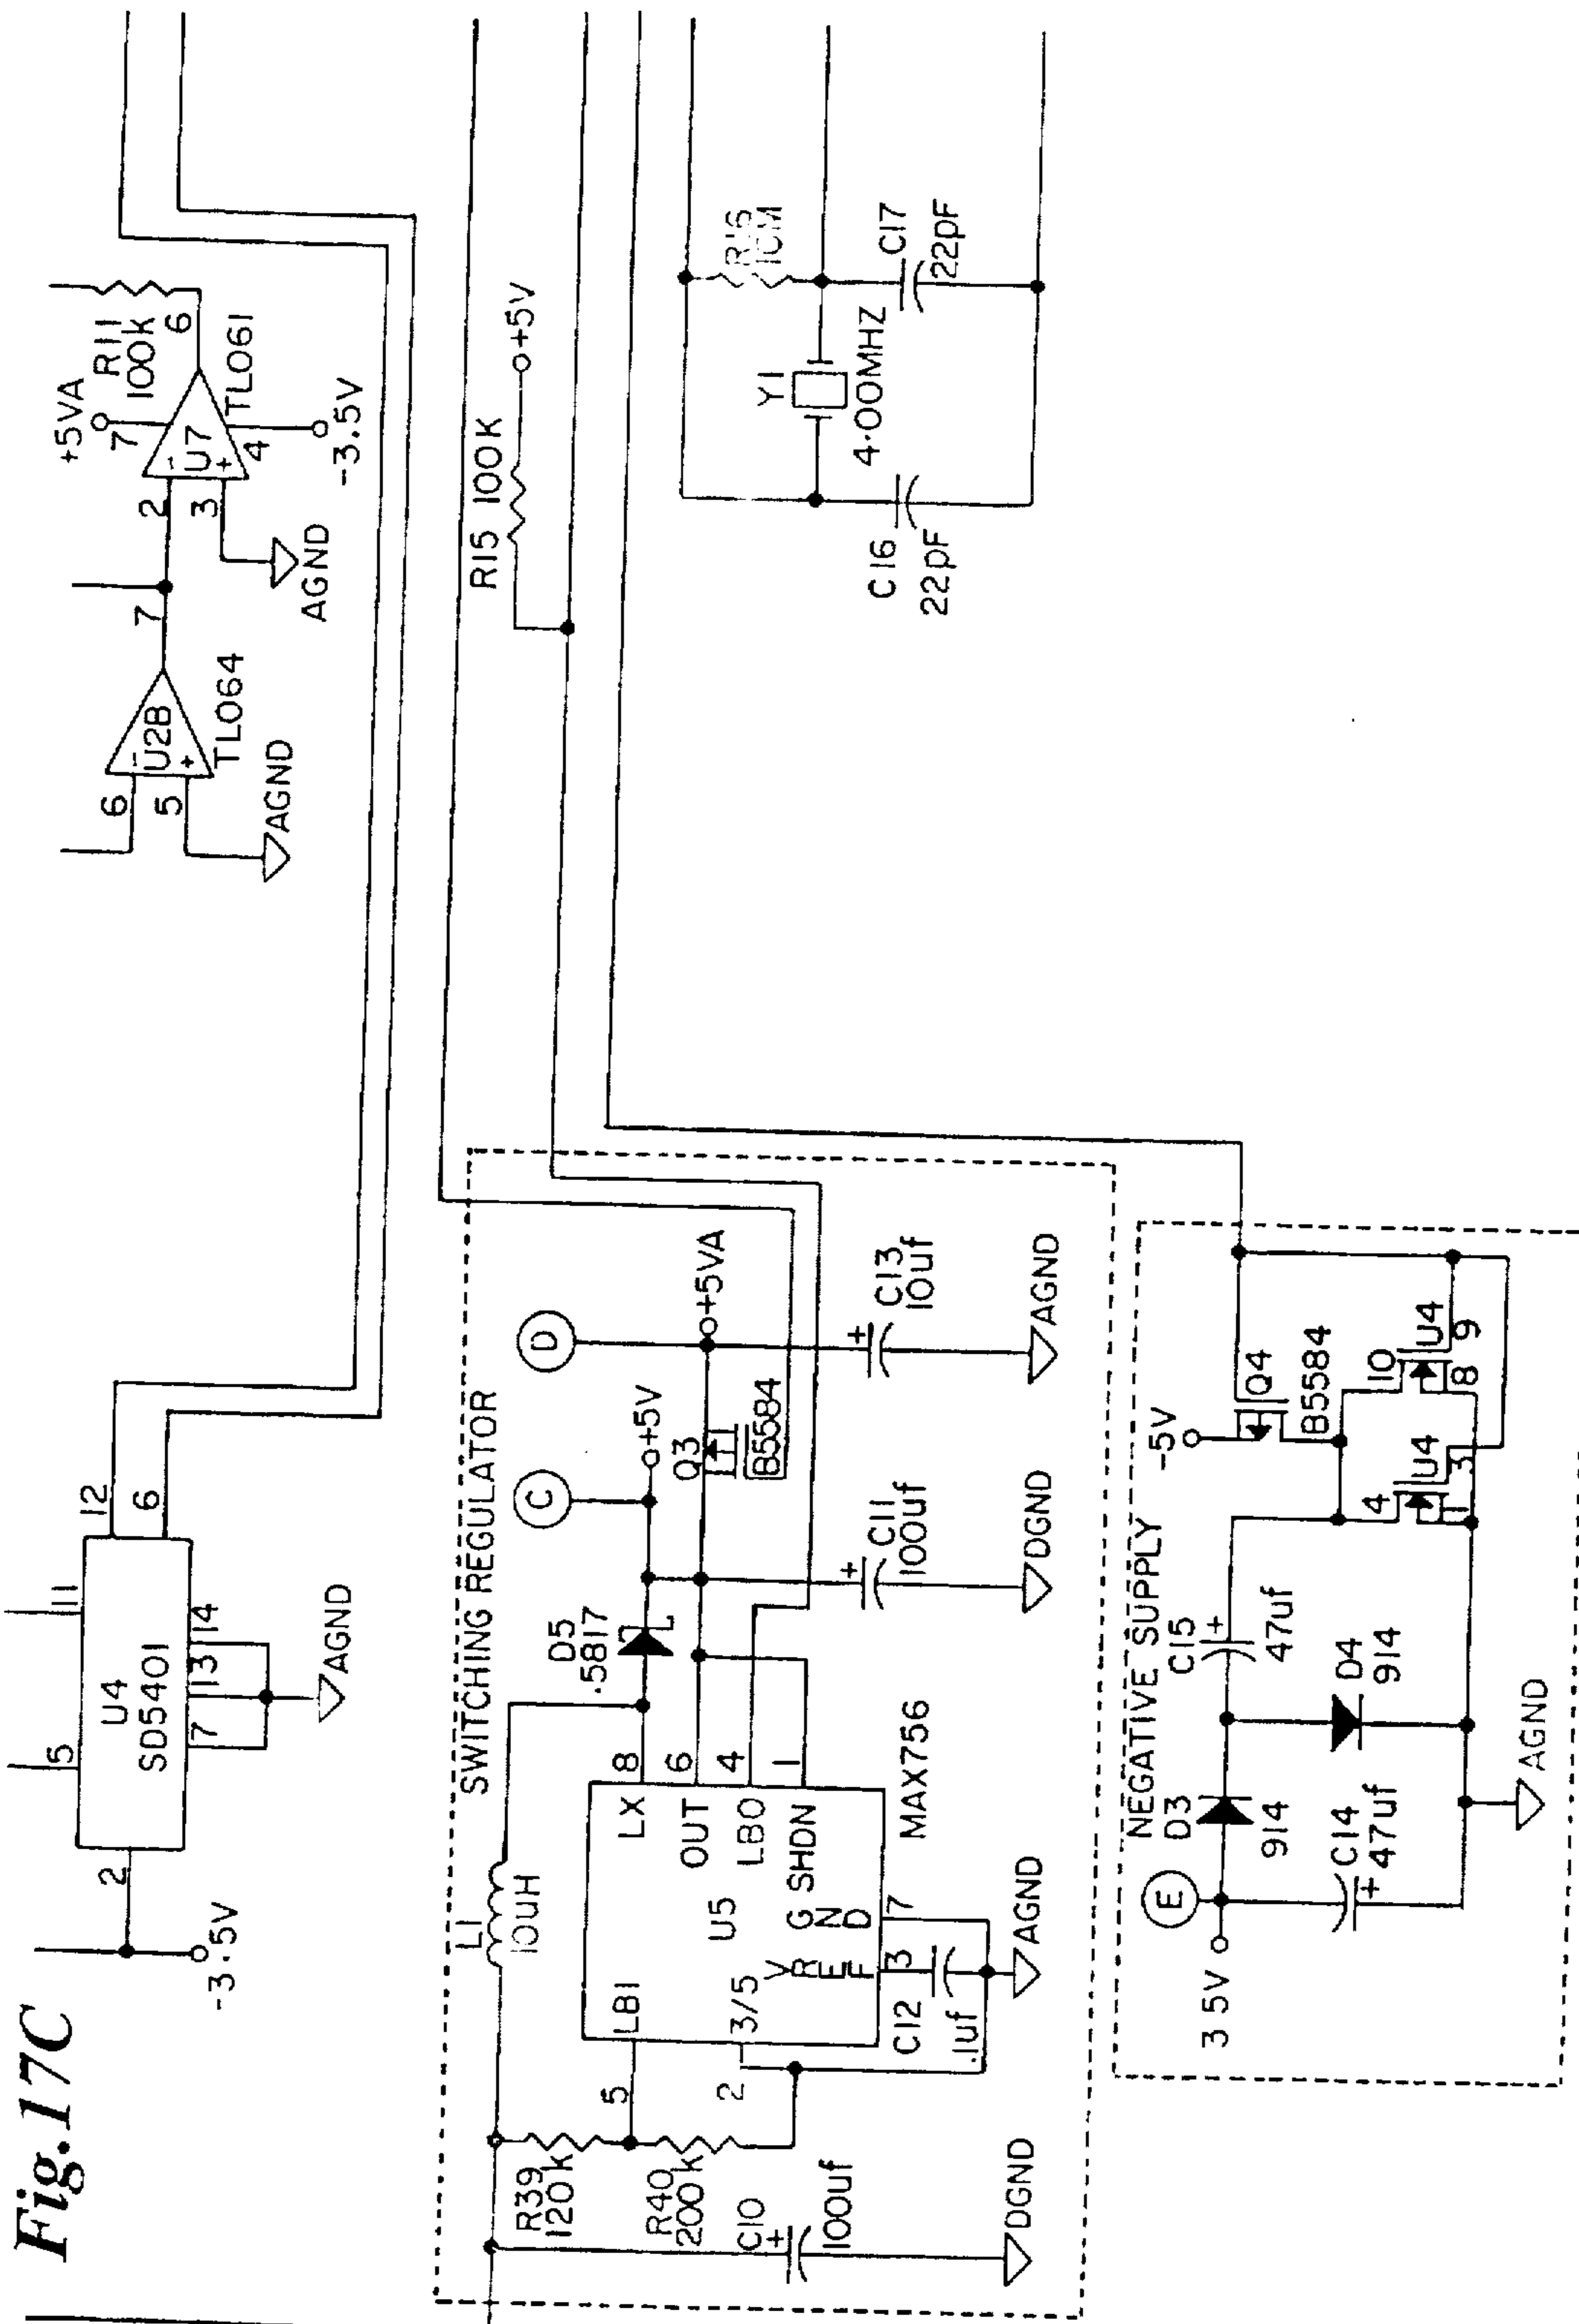 Fig.17C
-3.5V
2
5
11
U4
SD5401
7
13
14
12
6
AGND
6
5
U2B
-
+
TL064
7
AGND
2
3
U7
-
+
+5VA
7
4
6
TL061
-3.5V
R11
100k
AGND
SWITCHING REGULATOR
L1
10uH
R39
120k
R40
200k
C10
+
100uf
DGND
5
2
LBI
3/5
VREF
GND
U5
LX
OUT
LBO
SHDN
8
6
4
1
3
7
MAX756
C12
.1uf
AGND
D5
.5817
C
+5V
D
+5VA
Q3
B5584
C11
+
100uf
DGND
C13
+
10uf
AGND
R15 100K
+5V
R16
Y1
4.00MHZ
C16
22pF
C17
22pF
NEGATIVE SUPPLY
E
3 5V
D3
914
C14
+
47uf
D4
914
C15
+
47uf
AGND
-5V
Q4
B5584
4
U4
3
1
10
U4
9
8